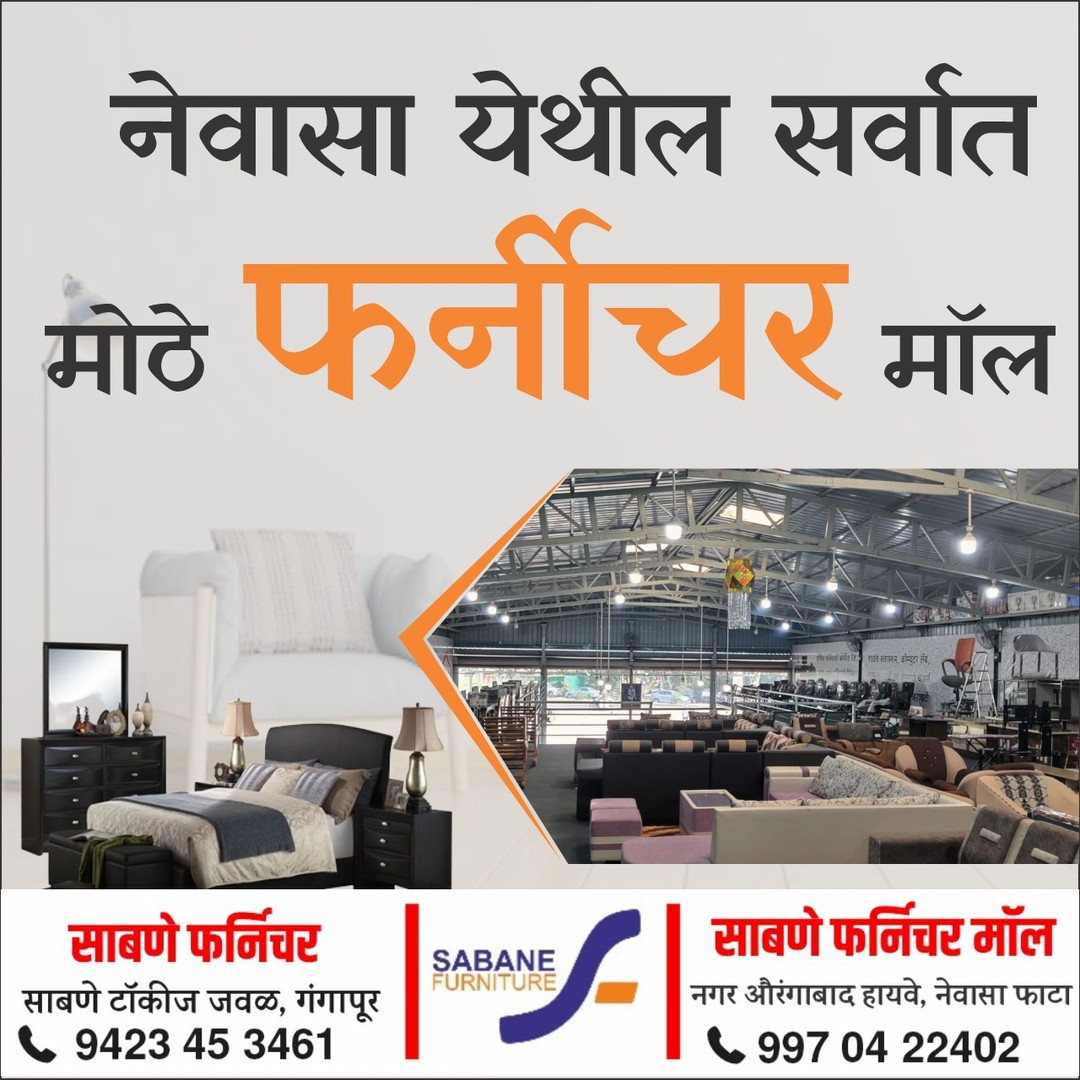 नेवासा येथील सर्वात
मोठे फर्नीचर मॉल
साबणे फर्निचर
साबणे टॉकीज जवळ, गंगापूर
9423 45 3461
SABANE
FURNITURE
साबणे फर्निचर मॉल
नगर औरंगाबाद हायवे, नेवासा फाटा
997 04 22402